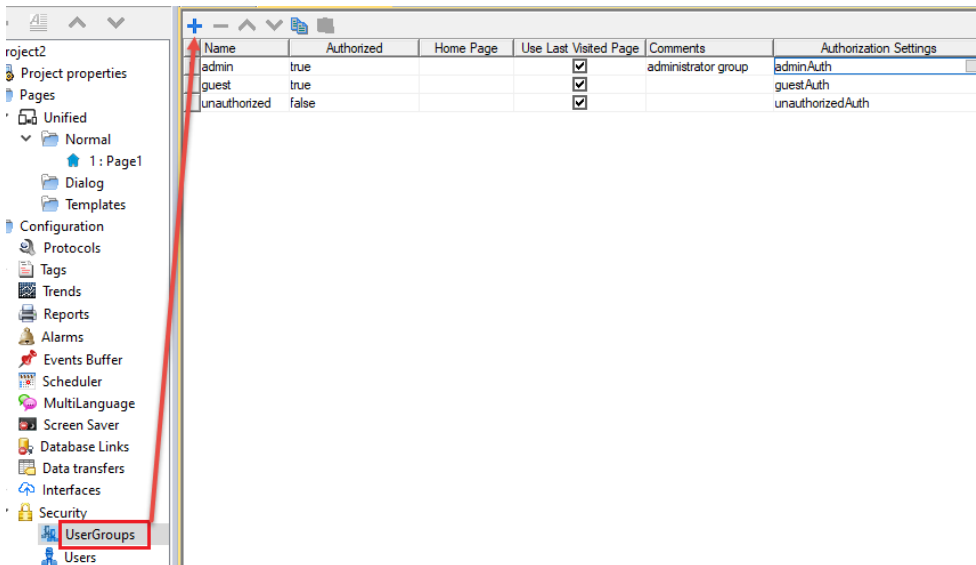 Name Authorized Home Page Use Last Visited Page Comments Authorization Settings
admin true administrator group adminAuth
guest true guestAuth
unauthorized false unauthorizedAuth
roject2
Project properties
Pages
Unified
Normal
1 : Page1
Dialog
Templates
Configuration
Protocols
Tags
Trends
Reports
Alarms
Events Buffer
Scheduler
MultiLanguage
Screen Saver
Database Links
Data transfers
Interfaces
Security
UserGroups
Users